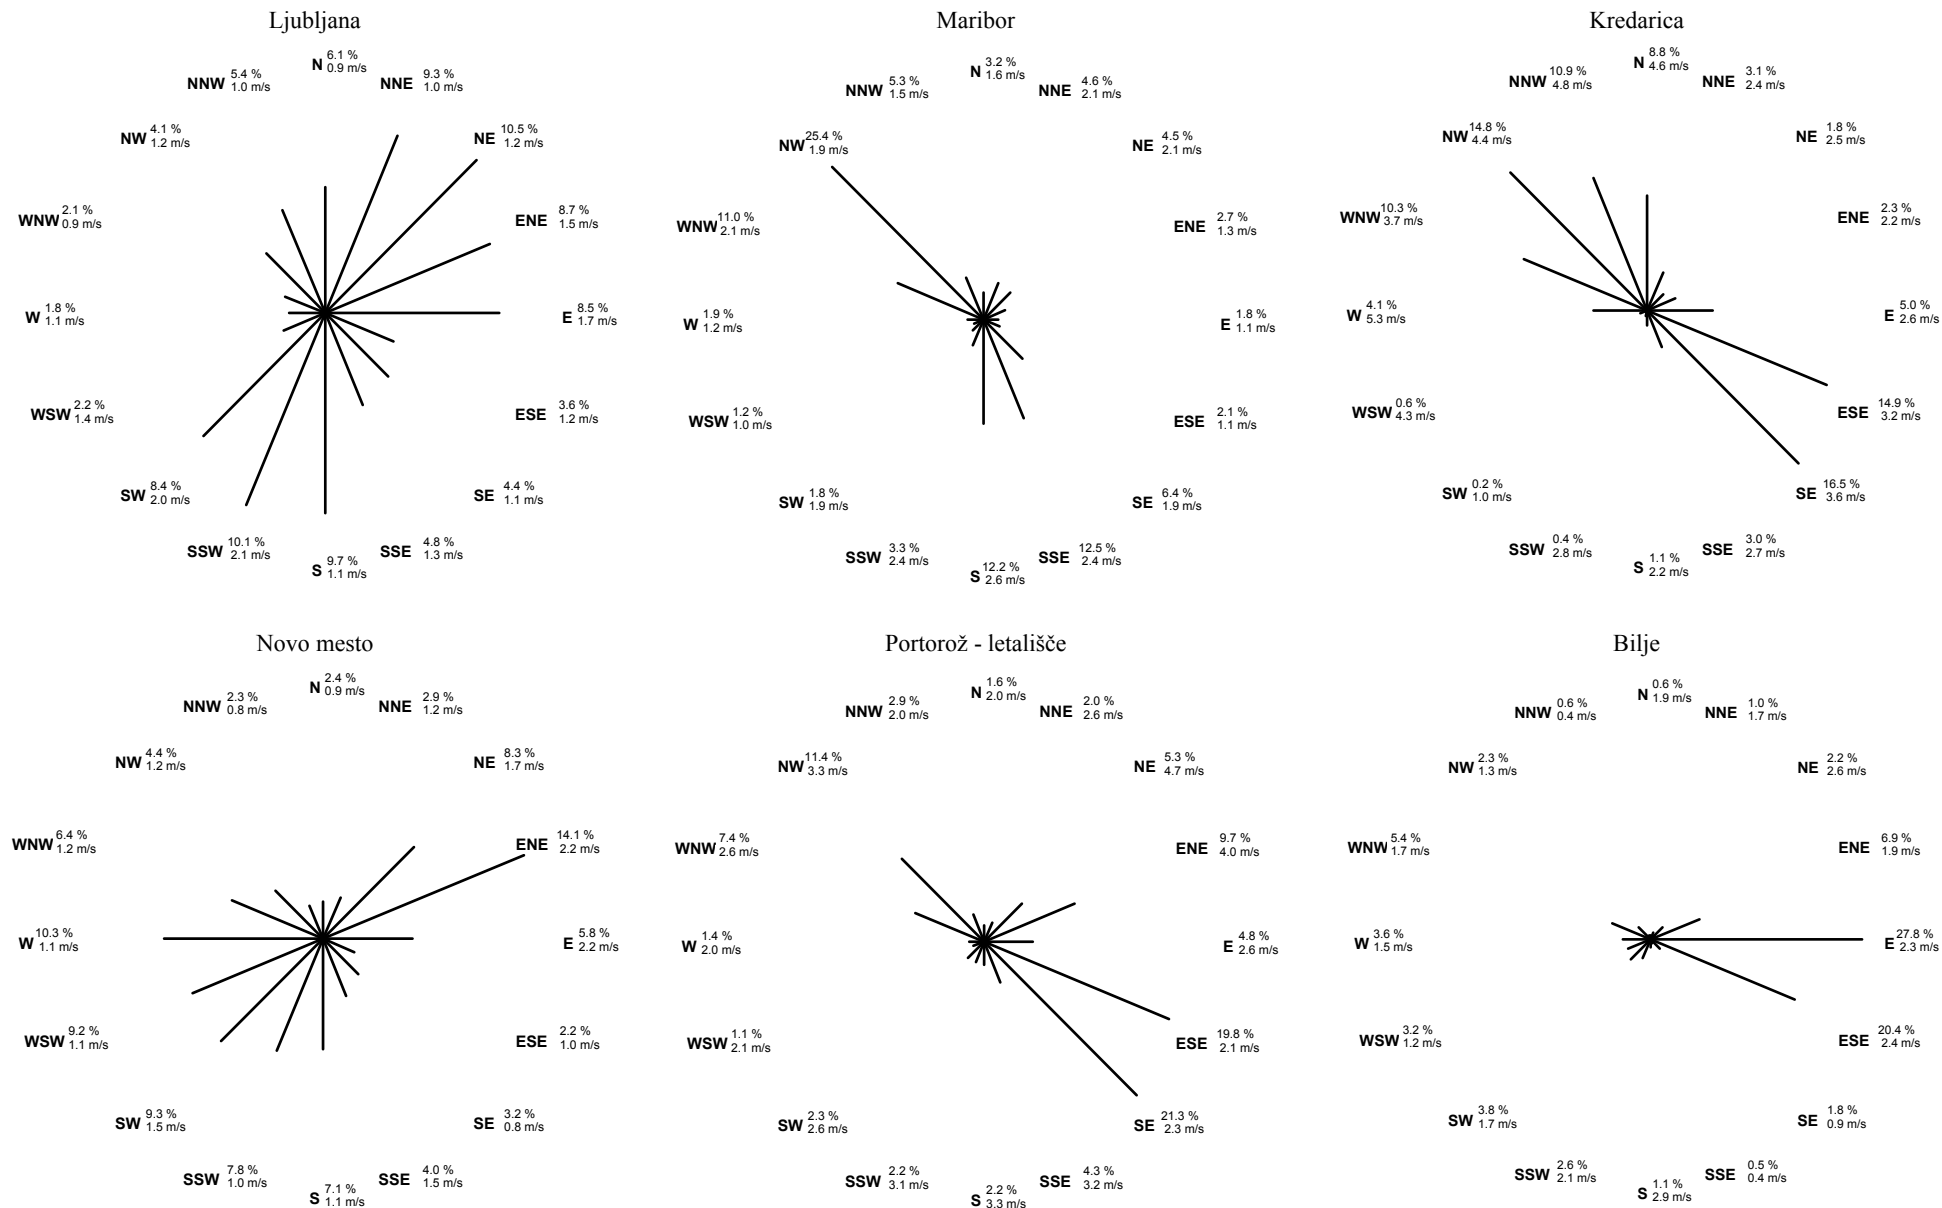 Ljubljana
N 6.1 %
0.9 m/s
NNE 9.3 %
1.0 m/s
NE 10.5 %
1.2 m/s
ENE 8.7 %
1.5 m/s
E 8.5 %
1.7 m/s
ESE 3.6 %
1.2 m/s
SE 4.4 %
1.1 m/s
SSE 4.8 %
1.3 m/s
S 9.7 %
1.1 m/s
SSW 10.1 %
2.1 m/s
SW 8.4 %
2.0 m/s
WSW 2.2 %
1.4 m/s
W 1.8 %
1.1 m/s
WNW 2.1 %
0.9 m/s
NW 4.1 %
1.2 m/s
NNW 5.4 %
1.0 m/s
Maribor
N 3.2 %
1.6 m/s
NNE 4.6 %
2.1 m/s
NE 4.5 %
2.1 m/s
ENE 2.7 %
1.3 m/s
E 1.8 %
1.1 m/s
ESE 2.1 %
1.1 m/s
SE 6.4 %
1.9 m/s
SSE 12.5 %
2.4 m/s
S 12.2 %
2.6 m/s
SSW 3.3 %
2.4 m/s
SW 1.8 %
1.9 m/s
WSW 1.2 %
1.0 m/s
W 1.9 %
1.2 m/s
WNW 11.0 %
2.1 m/s
NW 25.4 %
1.9 m/s
NNW 5.3 %
1.5 m/s
Kredarica
N 8.8 %
4.6 m/s
NNE 3.1 %
2.4 m/s
NE 1.8 %
2.5 m/s
ENE 2.3 %
2.2 m/s
E 5.0 %
2.6 m/s
ESE 14.9 %
3.2 m/s
SE 16.5 %
3.6 m/s
SSE 3.0 %
2.7 m/s
S 1.1 %
2.2 m/s
SSW 0.4 %
2.8 m/s
SW 0.2 %
1.0 m/s
WSW 0.6 %
4.3 m/s
W 4.1 %
5.3 m/s
WNW 10.3 %
3.7 m/s
NW 14.8 %
4.4 m/s
NNW 10.9 %
4.8 m/s
Novo mesto
N 2.4 %
0.9 m/s
NNE 2.9 %
1.2 m/s
NE 8.3 %
1.7 m/s
ENE 14.1 %
2.2 m/s
E 5.8 %
2.2 m/s
ESE 2.2 %
1.0 m/s
SE 3.2 %
0.8 m/s
SSE 4.0 %
1.5 m/s
S 7.1 %
1.1 m/s
SSW 7.8 %
1.0 m/s
SW 9.3 %
1.5 m/s
WSW 9.2 %
1.1 m/s
W 10.3 %
1.1 m/s
WNW 6.4 %
1.2 m/s
NW 4.4 %
1.2 m/s
NNW 2.3 %
0.8 m/s
Portorož - letališče
N 1.6 %
2.0 m/s
NNE 2.0 %
2.6 m/s
NE 5.3 %
4.7 m/s
ENE 9.7 %
4.0 m/s
E 4.8 %
2.6 m/s
ESE 19.8 %
2.1 m/s
SE 21.3 %
2.3 m/s
SSE 4.3 %
3.2 m/s
S 2.2 %
3.3 m/s
SSW 2.2 %
3.1 m/s
SW 2.3 %
2.6 m/s
WSW 1.1 %
2.1 m/s
W 1.4 %
2.0 m/s
WNW 7.4 %
2.6 m/s
NW 11.4 %
3.3 m/s
NNW 2.9 %
2.0 m/s
Bilje
N 0.6 %
1.9 m/s
NNE 1.0 %
1.7 m/s
NE 2.2 %
2.6 m/s
ENE 6.9 %
1.9 m/s
E 27.8 %
2.3 m/s
ESE 20.4 %
2.4 m/s
SE 1.8 %
0.9 m/s
SSE 0.5 %
0.4 m/s
S 1.1 %
2.9 m/s
SSW 2.6 %
2.1 m/s
SW 3.8 %
1.7 m/s
WSW 3.2 %
1.2 m/s
W 3.6 %
1.5 m/s
WNW 5.4 %
1.7 m/s
NW 2.3 %
1.3 m/s
NNW 0.6 %
0.4 m/s